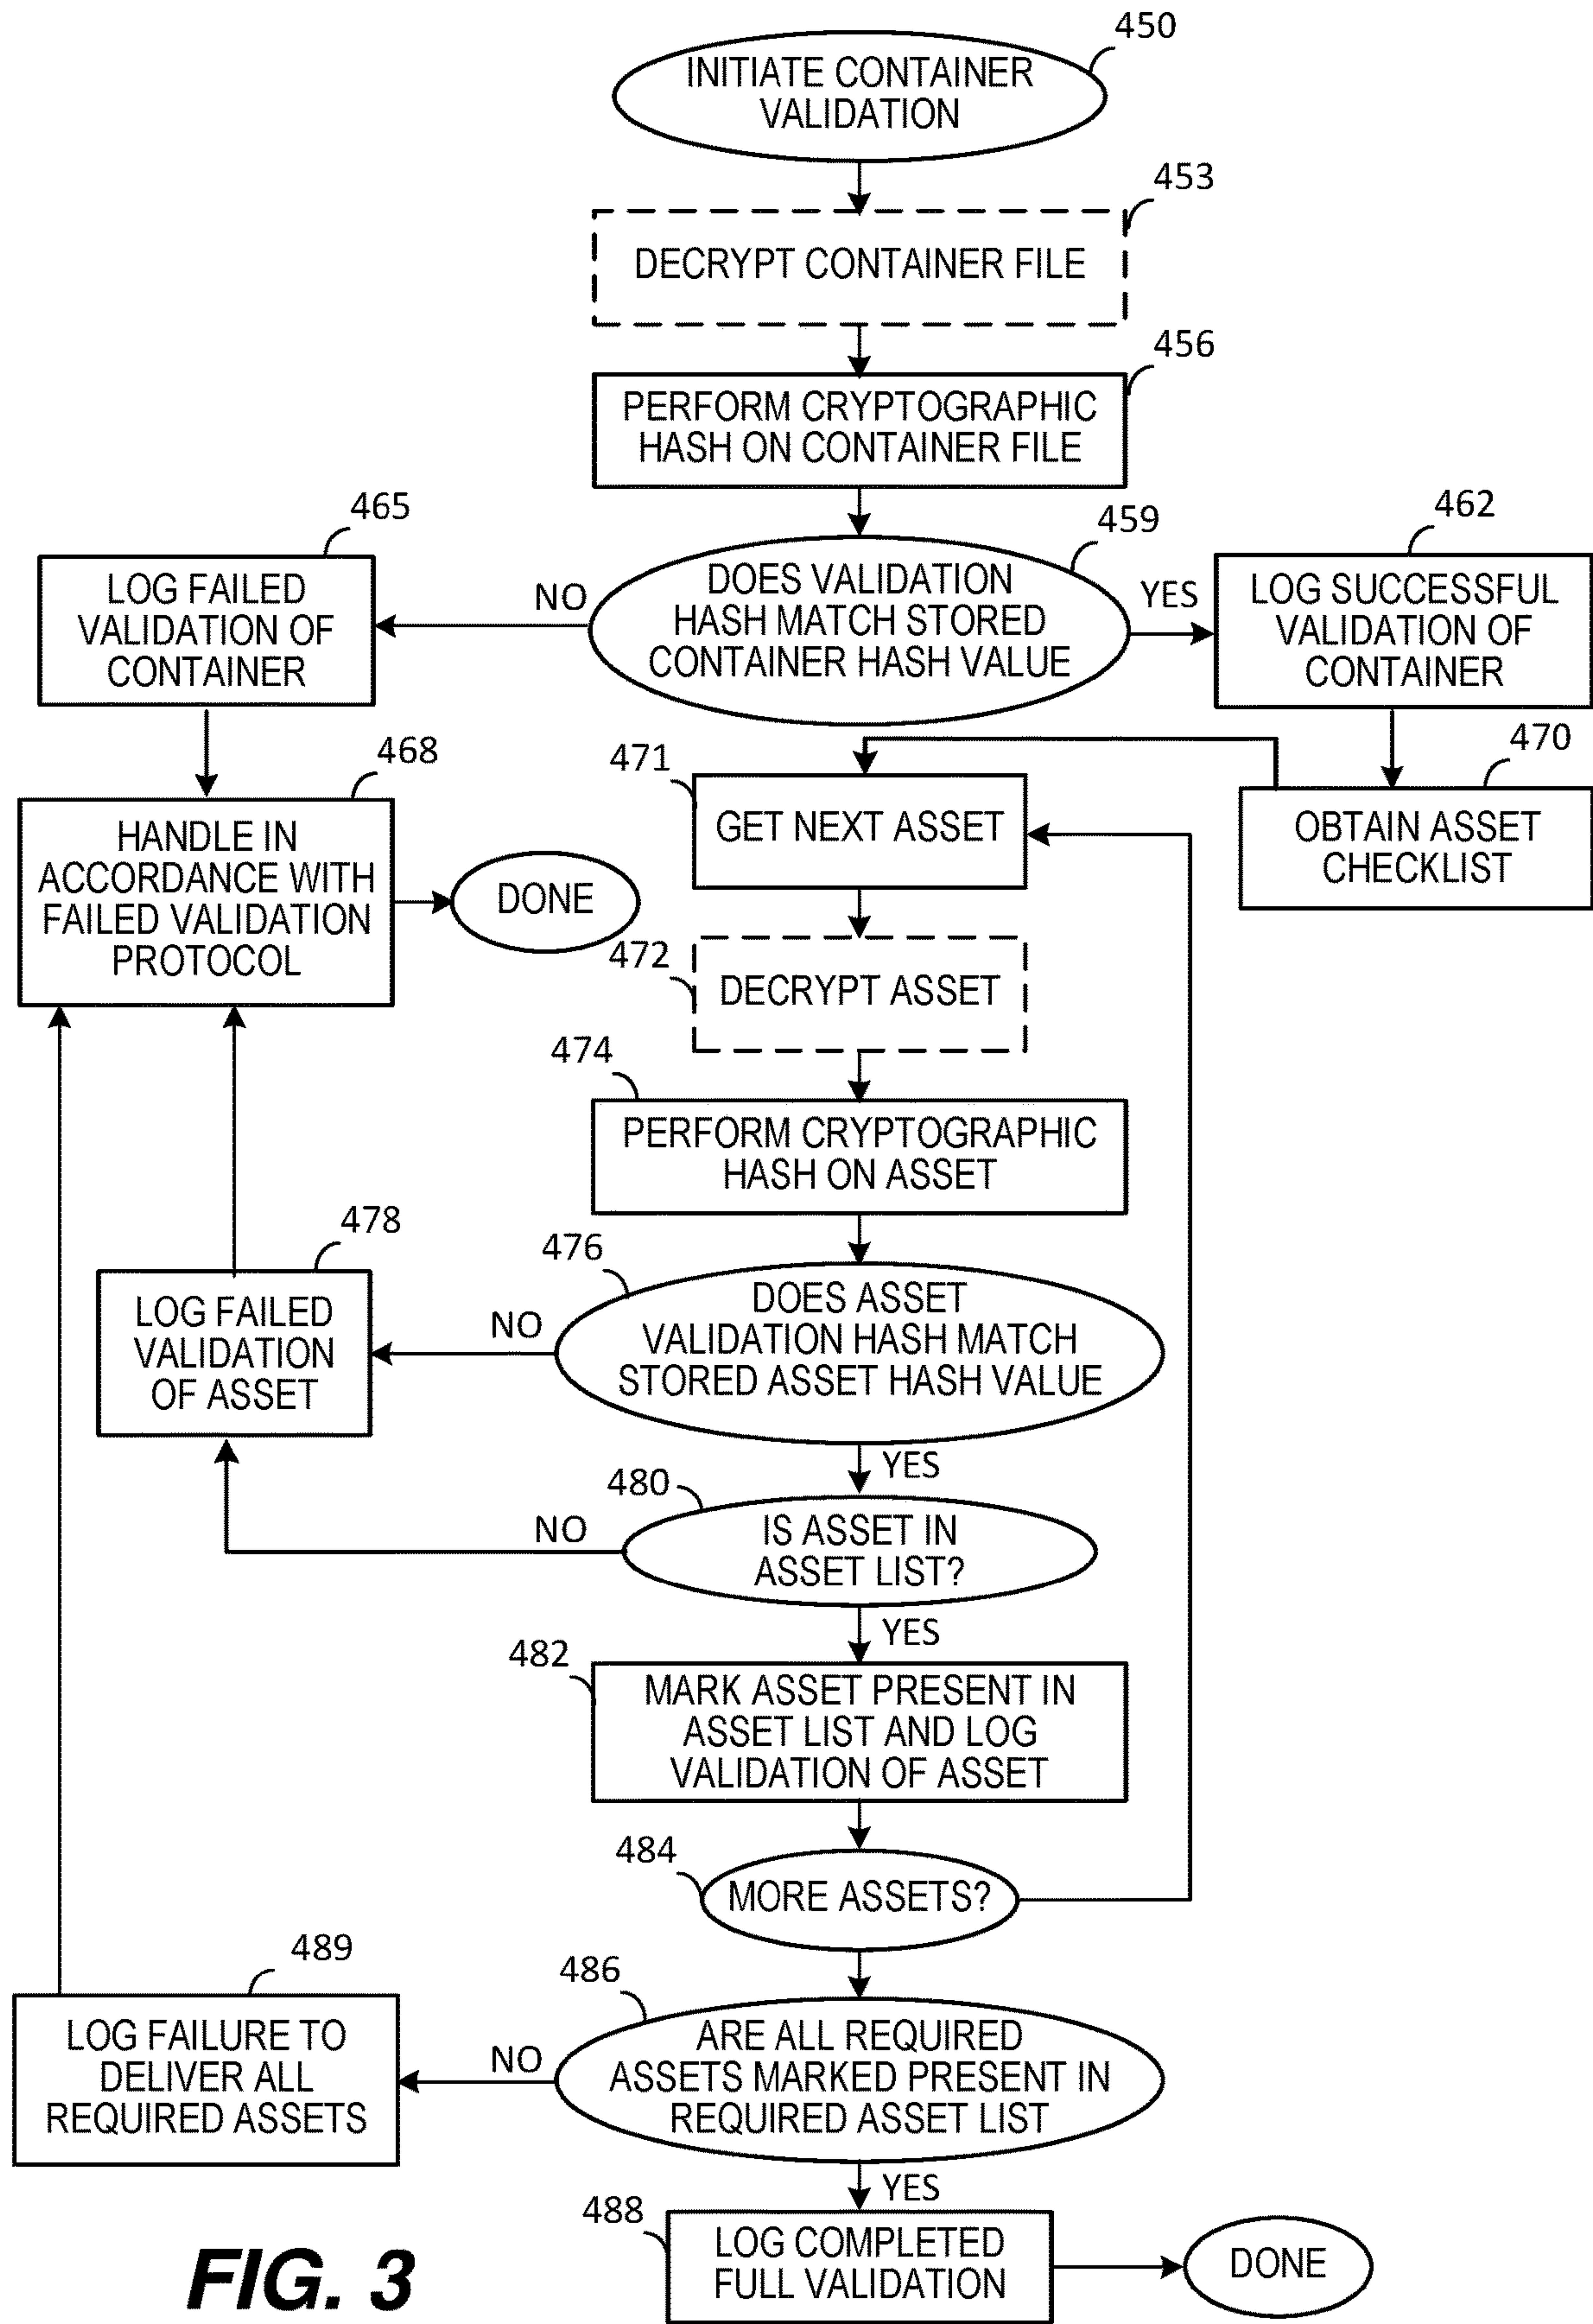 450
INITIATE CONTAINER
VALIDATION
453
DECRYPT CONTAINER FILE
456
PERFORM CRYPTOGRAPHIC
HASH ON CONTAINER FILE
459
DOES VALIDATION
HASH MATCH STORED
CONTAINER HASH VALUE
NO
YES
465
LOG FAILED
VALIDATION OF
CONTAINER
462
LOG SUCCESSFUL
VALIDATION OF
CONTAINER
468
HANDLE IN
ACCORDANCE WITH
FAILED VALIDATION
PROTOCOL
DONE
470
OBTAIN ASSET
CHECKLIST
471
GET NEXT ASSET
472
DECRYPT ASSET
474
PERFORM CRYPTOGRAPHIC
HASH ON ASSET
476
DOES ASSET
VALIDATION HASH MATCH
STORED ASSET HASH VALUE
NO
YES
478
LOG FAILED
VALIDATION
OF ASSET
480
IS ASSET IN
ASSET LIST?
NO
YES
482
MARK ASSET PRESENT IN
ASSET LIST AND LOG
VALIDATION OF ASSET
484
MORE ASSETS?
486
ARE ALL REQUIRED
ASSETS MARKED PRESENT IN
REQUIRED ASSET LIST
NO
YES
489
LOG FAILURE TO
DELIVER ALL
REQUIRED ASSETS
488
LOG COMPLETED
FULL VALIDATION
DONE
FIG. 3